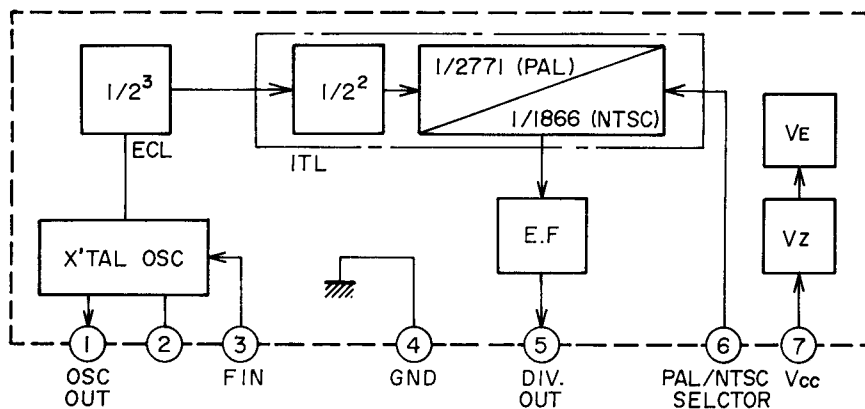 1/2³
1/2²
1/2771 (PAL)
1/1866 (NTSC)
ECL
ITL
VE
X'TAL OSC
E.F
VZ
1
2
3
4
5
6
7
OSC OUT
FIN
GND
DIV. OUT
PAL/NTSC SELCTOR
Vcc